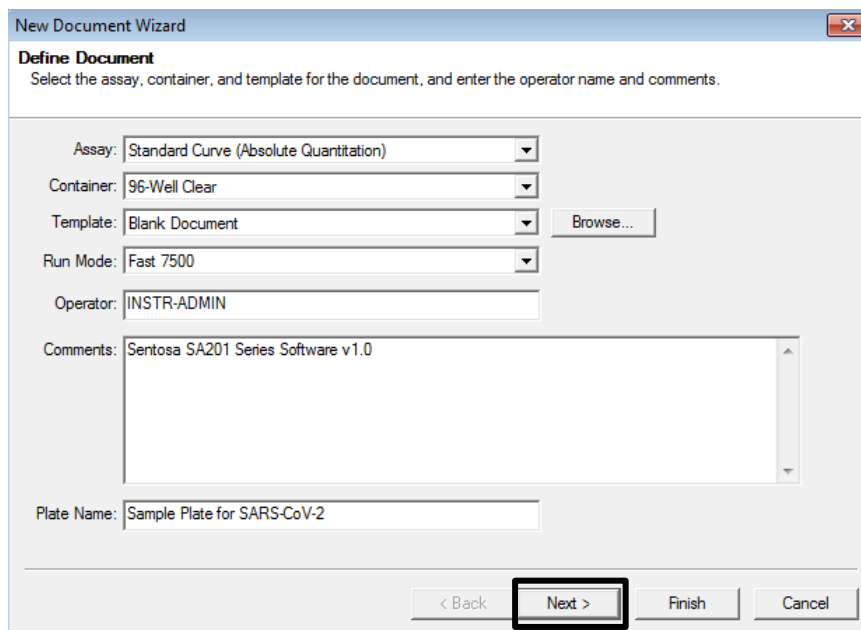 New Document Wizard
Define Document
Select the assay, container, and template for the document, and enter the operator name and comments.
Assay: Standard Curve (Absolute Quantitation)
Container: 96-Well Clear
Template: Blank Document Browse...
Run Mode: Fast 7500
Operator: INSTR-ADMIN
Comments: Sentosa SA201 Series Software v1.0
Plate Name: Sample Plate for SARS-CoV-2
< Back Next > Finish Cancel